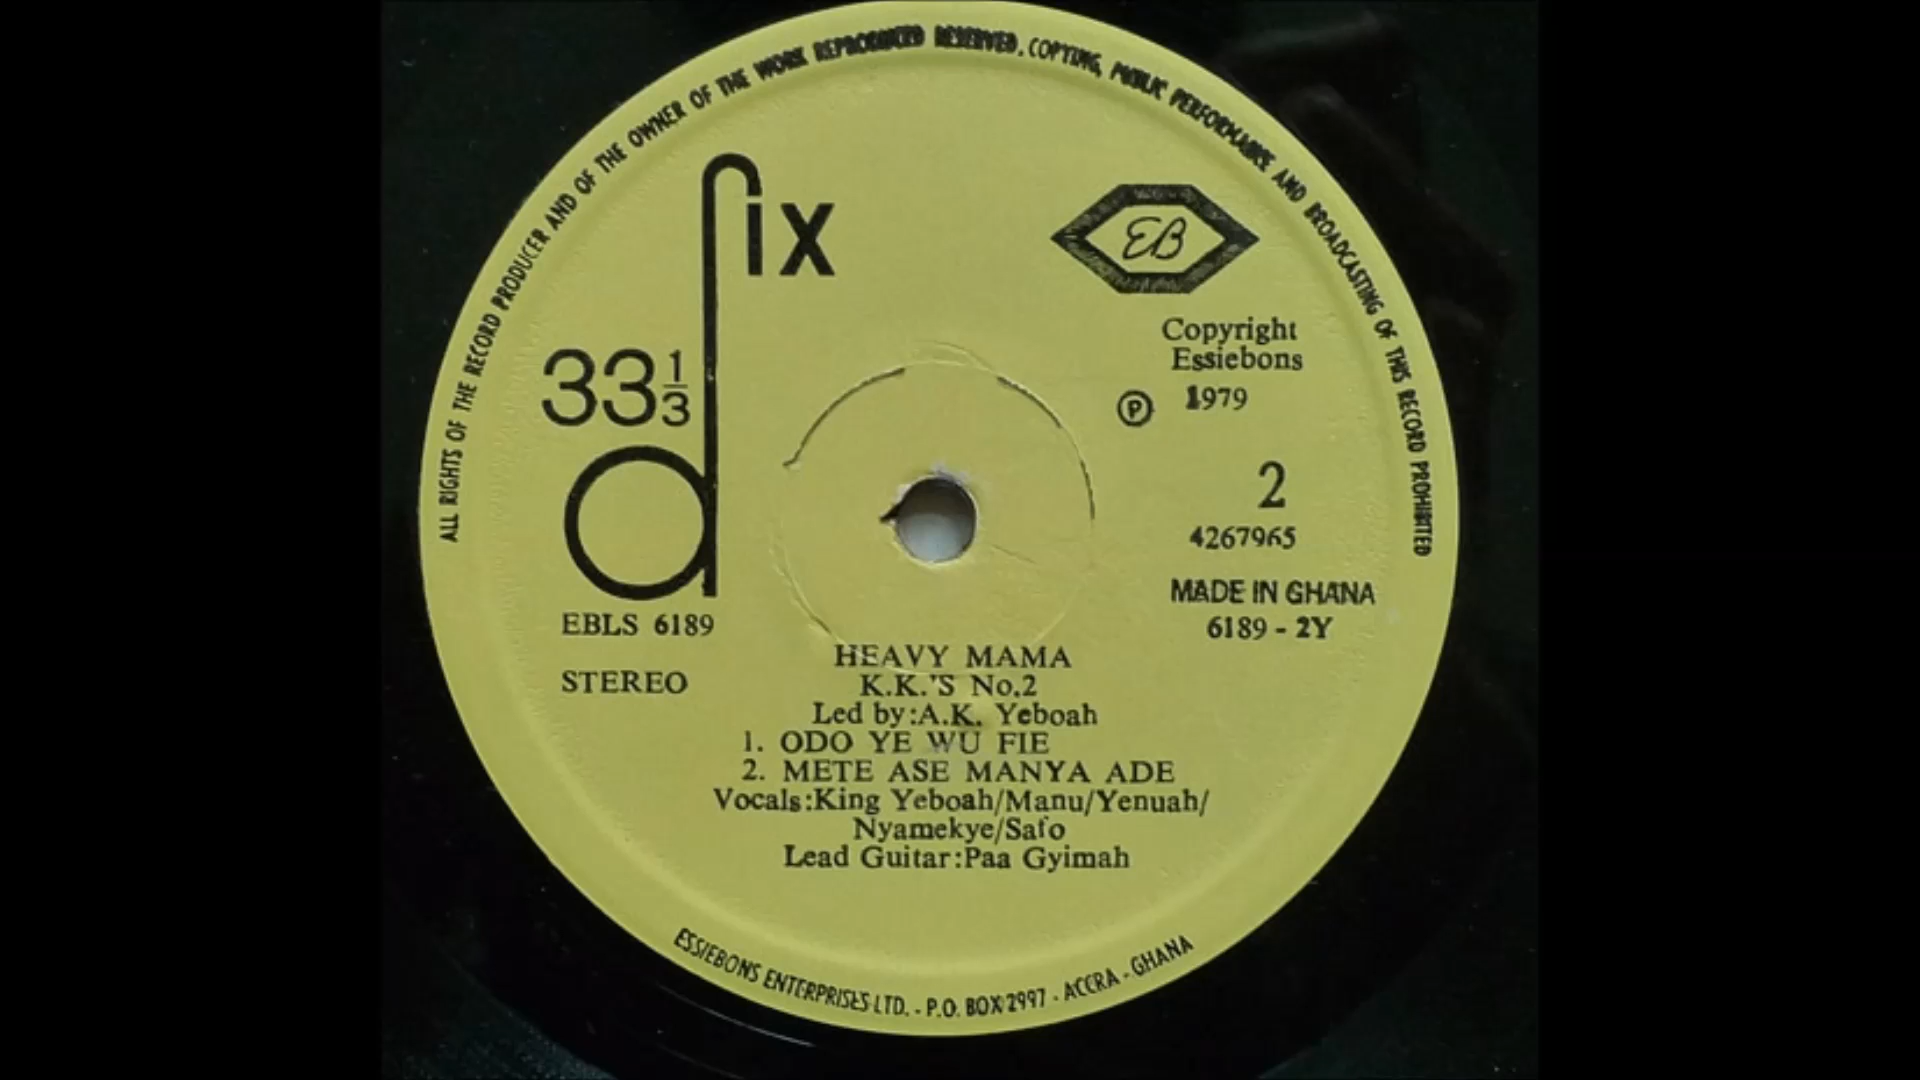 ALL RIGHTS OF THE RECORD PRODUCER AND OF THE OWNER OF THE WORK REPRODUCED RESERVED. COPYING, PUBLIC PERFORMANCE AND BROADCASTING OF THIS RECORD PROHIBITED
dix
EB
33 1/3
Copyright
Essiebons
℗ 1979
2
4267965
MADE IN GHANA
6189 - 2Y
EBLS 6189
STEREO
HEAVY MAMA
K.K.'S No.2
Led by:A.K. Yeboah
1. ODO YE WU FIE
2. METE ASE MANYA ADE
Vocals:King Yeboah/Manu/Yenuah/
Nyamekye/Safo
Lead Guitar:Paa Gyimah
ESSIEBONS ENTERPRISES LTD. - P.O. BOX 2997 - ACCRA - GHANA